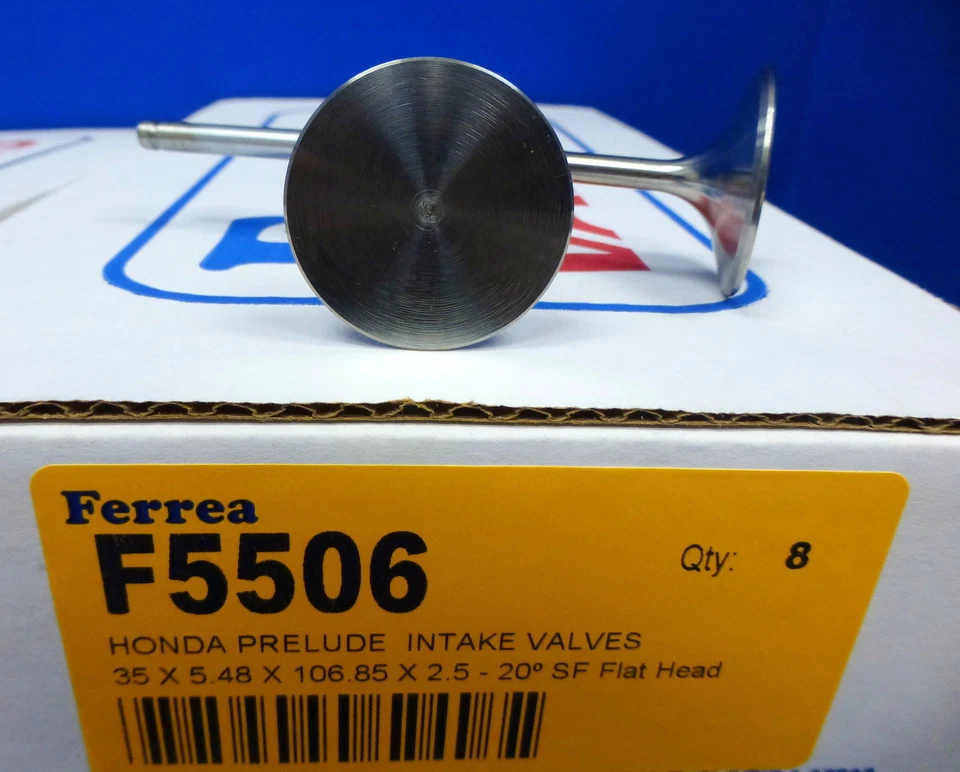 Ferrea
F5506
Qty: 8
HONDA PRELUDE INTAKE VALVES
35 X 5.48 X 106.85 X 2.5 - 20º SF Flat Head